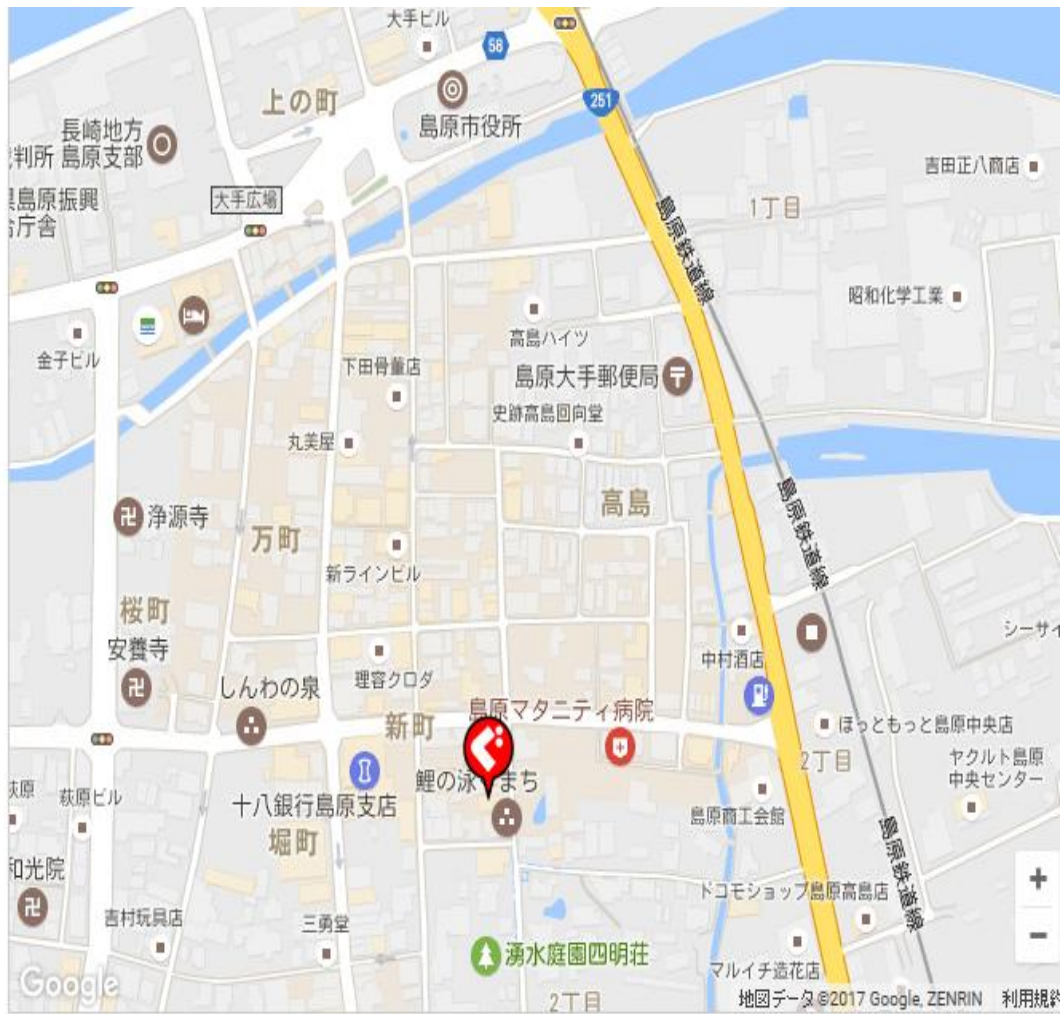 大手ビル
58
上の町
島原市役所
251
長崎地方
島原支部
判所
吉田正八商店
県島原振興
合庁舎
大手広場
1丁目
島原鉄道線
昭和化学工業
金子ビル
高島ハイツ
下田骨董店
島原大手郵便局
史跡高島回向堂
丸美屋
高島
島原鉄道線
浄源寺
万町
新ラインビル
桜町
シーサイ
安養寺
中村酒店
理容クロダ
しんわの泉
島原マタニティ病院
新町
ほっともっと島原中央店
2丁目
ヤクルト島原
中央センター
鯉の泳
まち
萩原
萩原ビル
十八銀行島原支店
島原商工会館
堀町
島原鉄道線
和光院
ドコモショップ島原高島店
吉村玩具店
三勇堂
湧水庭園四明荘
マルイチ造花店
Google
2丁目
地図データ ©2017 Google, ZENRIN
利用規約